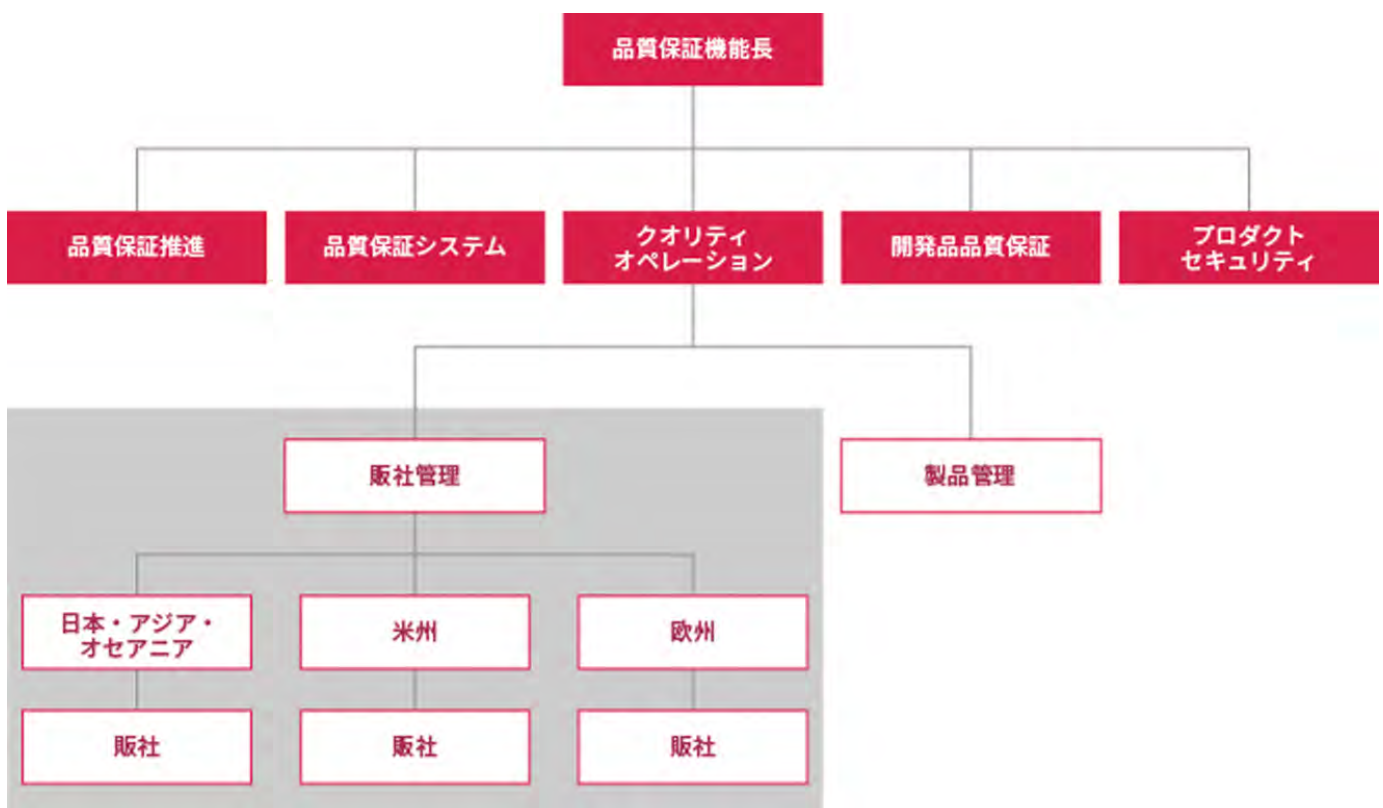 品質保証機能長
品質保証推進
品質保証システム
クオリティ
オペレーション
開発品品質保証
プロダクト
セキュリティ
販社管理
製品管理
日本・アジア・
オセアニア
米州
欧州
販社
販社
販社